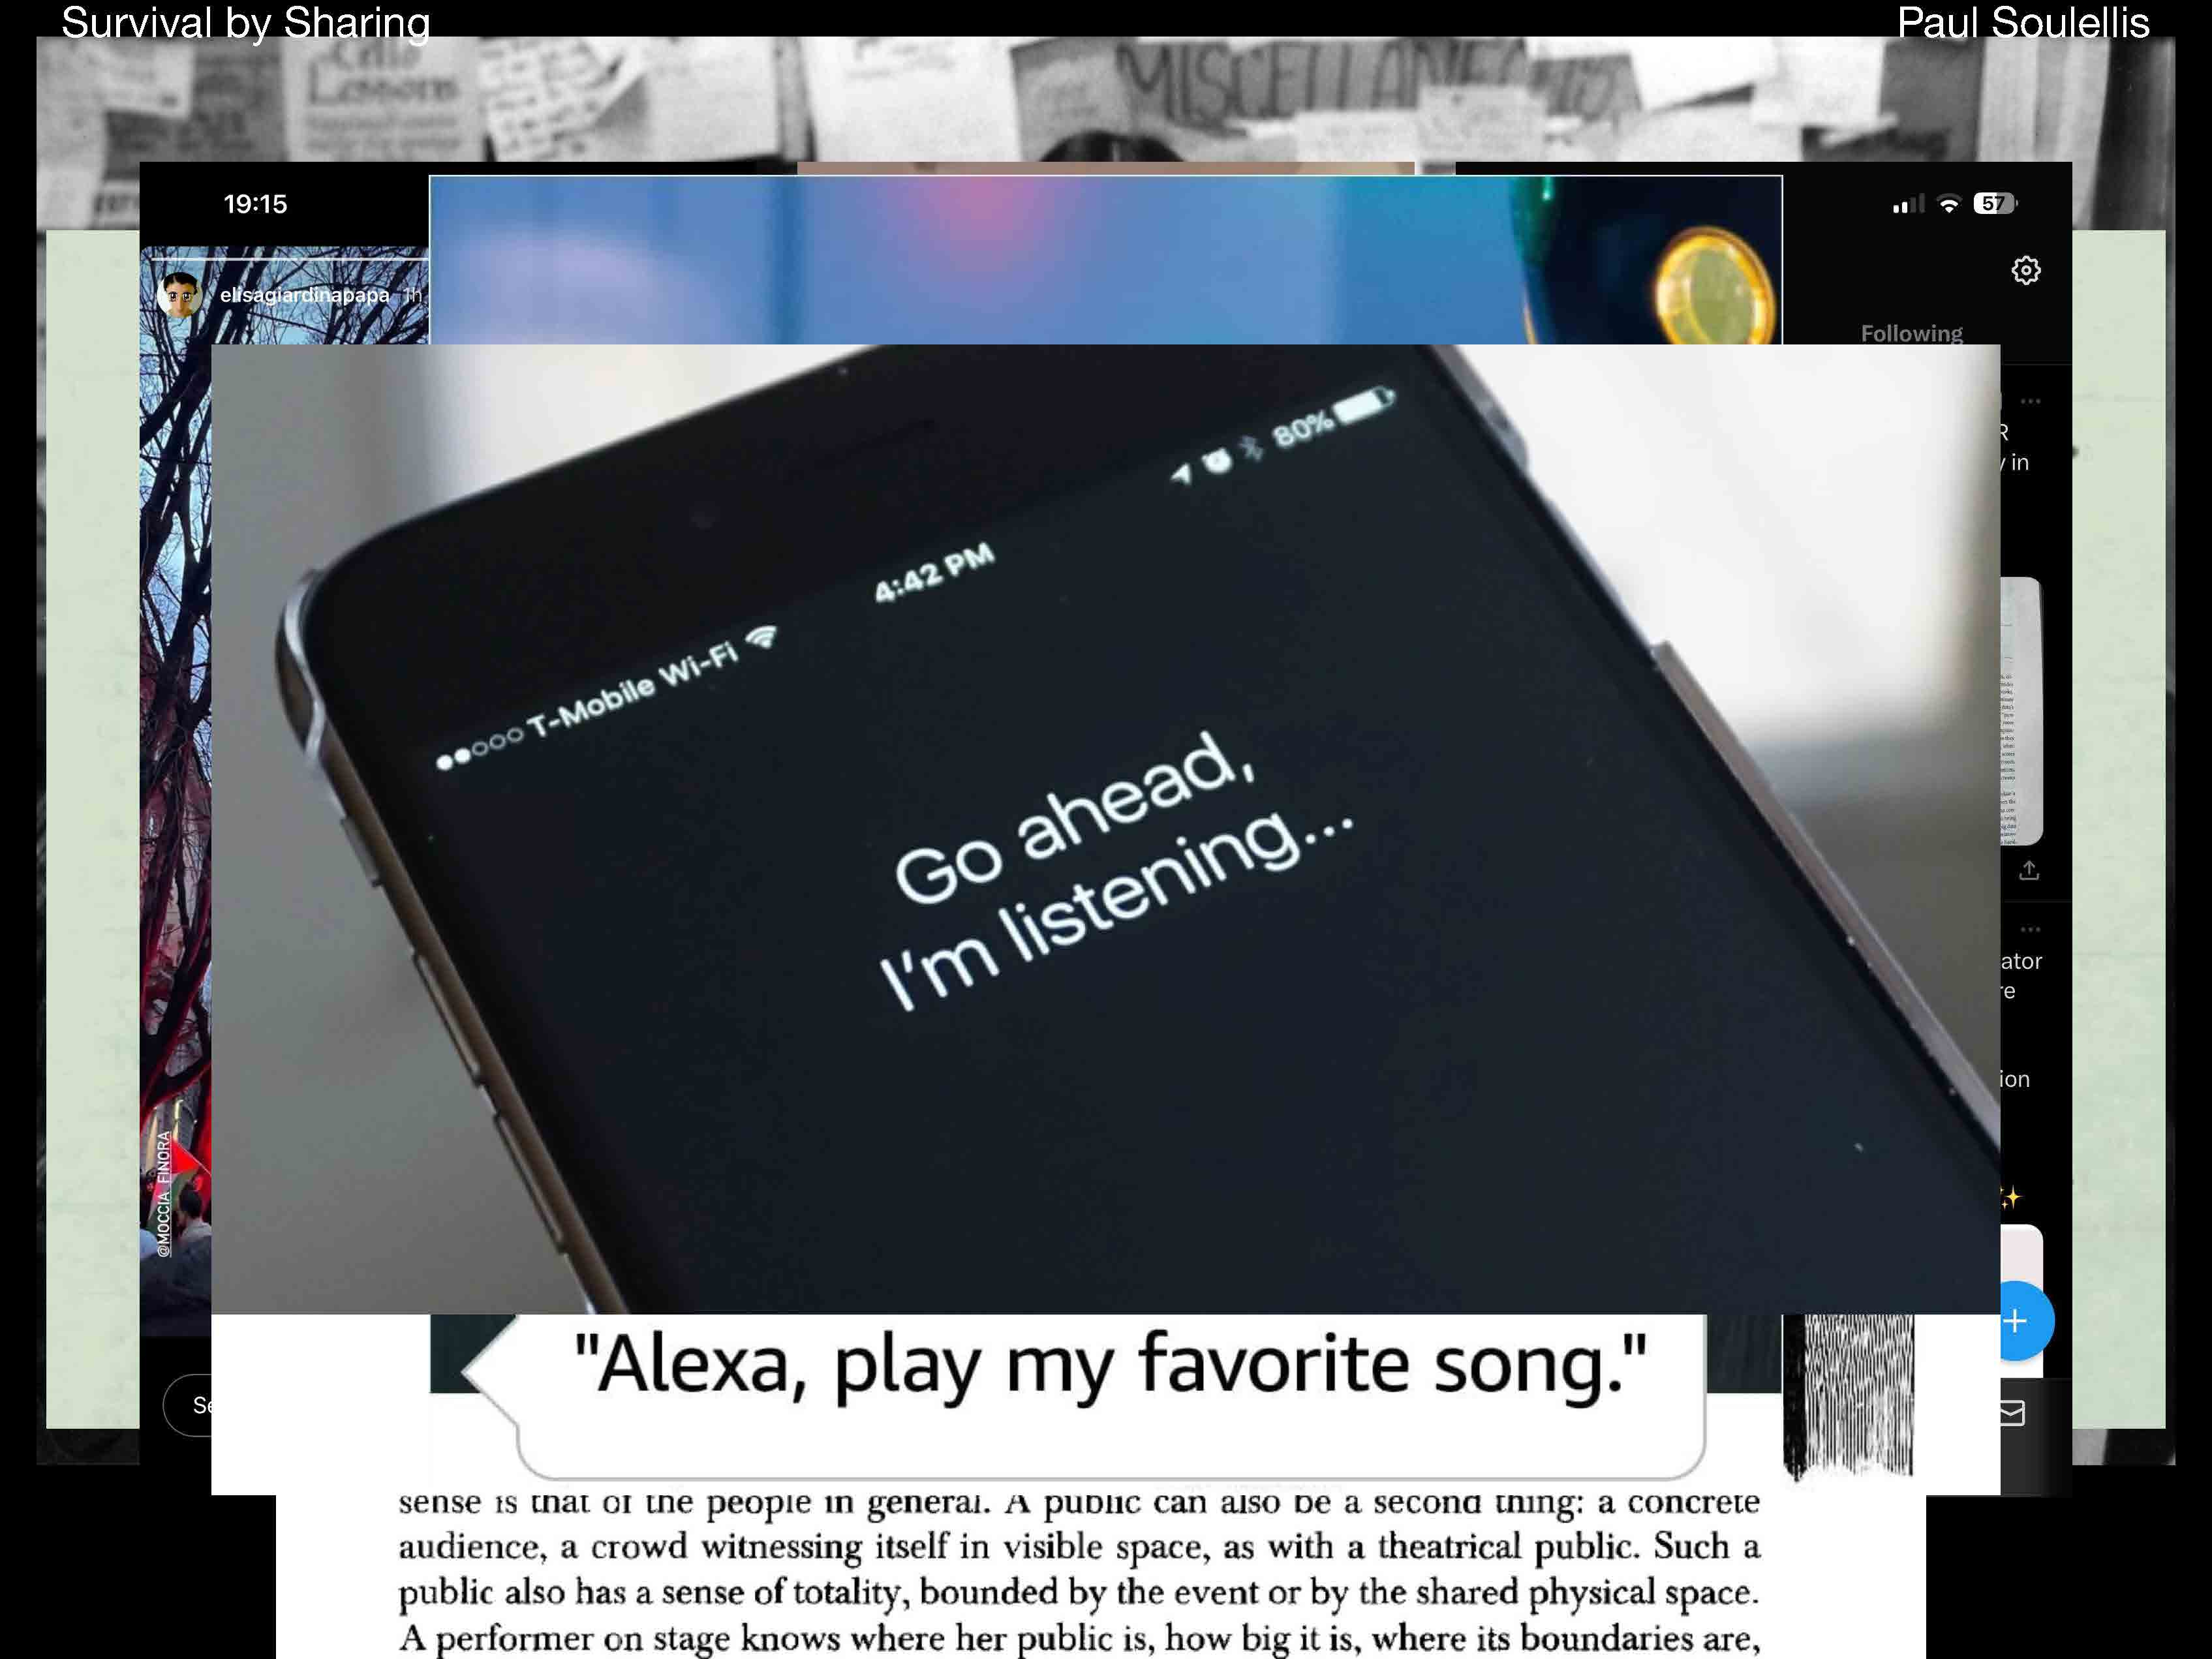 Survival by Sharing
Paul Soulellis
Cello
Lessons
MISCELLANEOUS
19:15
57
elisagiardinapapa 1h
Following
80%
4:42 PM
T-Mobile Wi-Fi
Go ahead,
I'm listening...
R
y in
ator
re
ion
@MOCCIA_FINORA
Se
"Alexa, play my favorite song."
sense is that of the people in general. A public can also be a second thing: a concrete
audience, a crowd witnessing itself in visible space, as with a theatrical public. Such a
public also has a sense of totality, bounded by the event or by the shared physical space.
A performer on stage knows where her public is, how big it is, where its boundaries are,